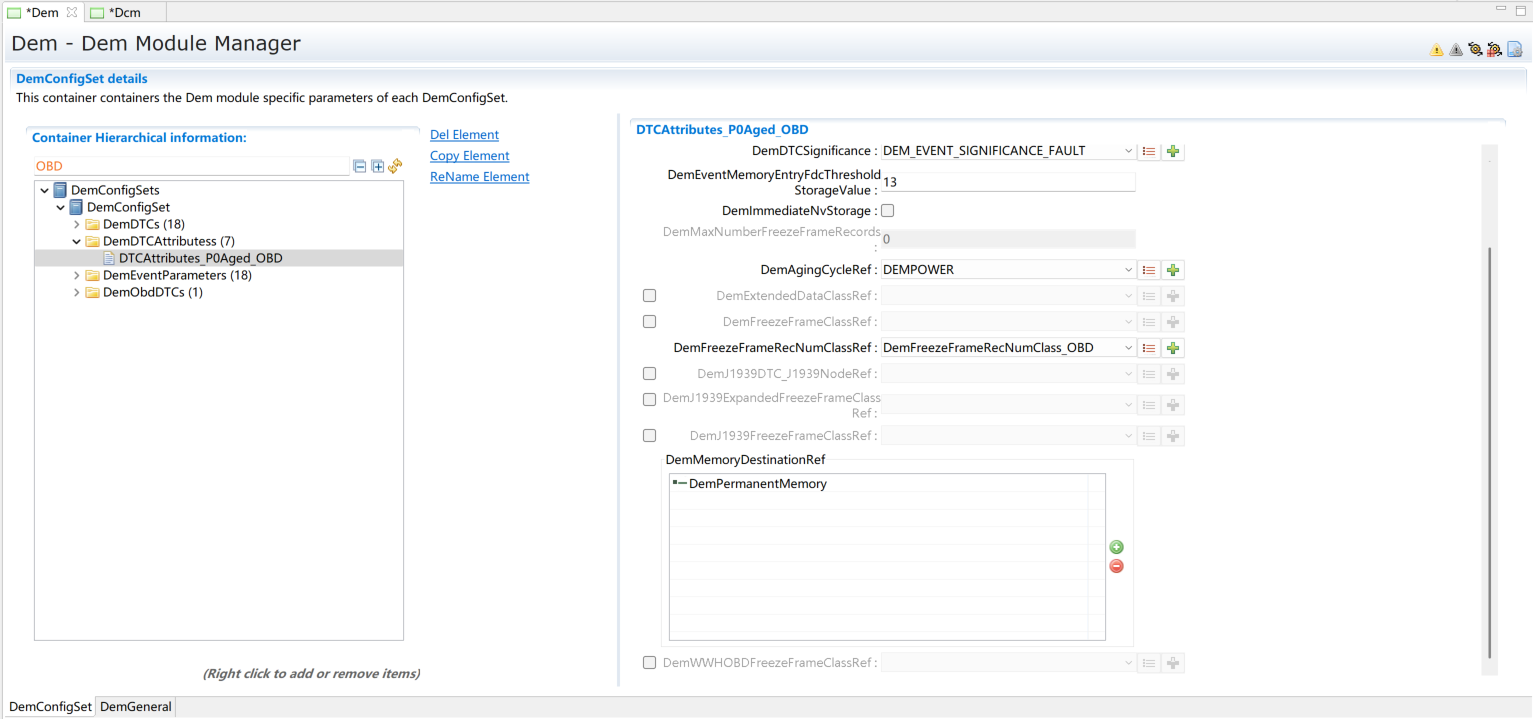 *Dem
*Dcm
Dem - Dem Module Manager
DemConfigSet details
This container containers the Dem module specific parameters of each DemConfigSet.
Container Hierarchical information:
OBD
DemConfigSets
DemConfigSet
DemDTCs (18)
DemDTCAttributess (7)
DTCAttributes_P0Aged_OBD
DemEventParameters (18)
DemObdDTCs (1)
(Right click to add or remove items)
Del Element
Copy Element
ReName Element
DTCAttributes_P0Aged_OBD
DemDTCSignificance : DEM_EVENT_SIGNIFICANCE_FAULT
DemEventMemoryEntryFdcThreshold
StorageValue : 13
DemImmediateNvStorage :
DemMaxNumberFreezeFrameRecords
: 0
DemAgingCycleRef : DEMPOWER
DemExtendedDataClassRef :
DemFreezeFrameClassRef :
DemFreezeFrameRecNumClassRef : DemFreezeFrameRecNumClass_OBD
DemJ1939DTC_J1939NodeRef :
DemJ1939ExpandedFreezeFrameClass
Ref :
DemJ1939FreezeFrameClassRef :
DemMemoryDestinationRef
DemPermanentMemory
DemWWHOBDFreezeFrameClassRef :
DemConfigSet
DemGeneral